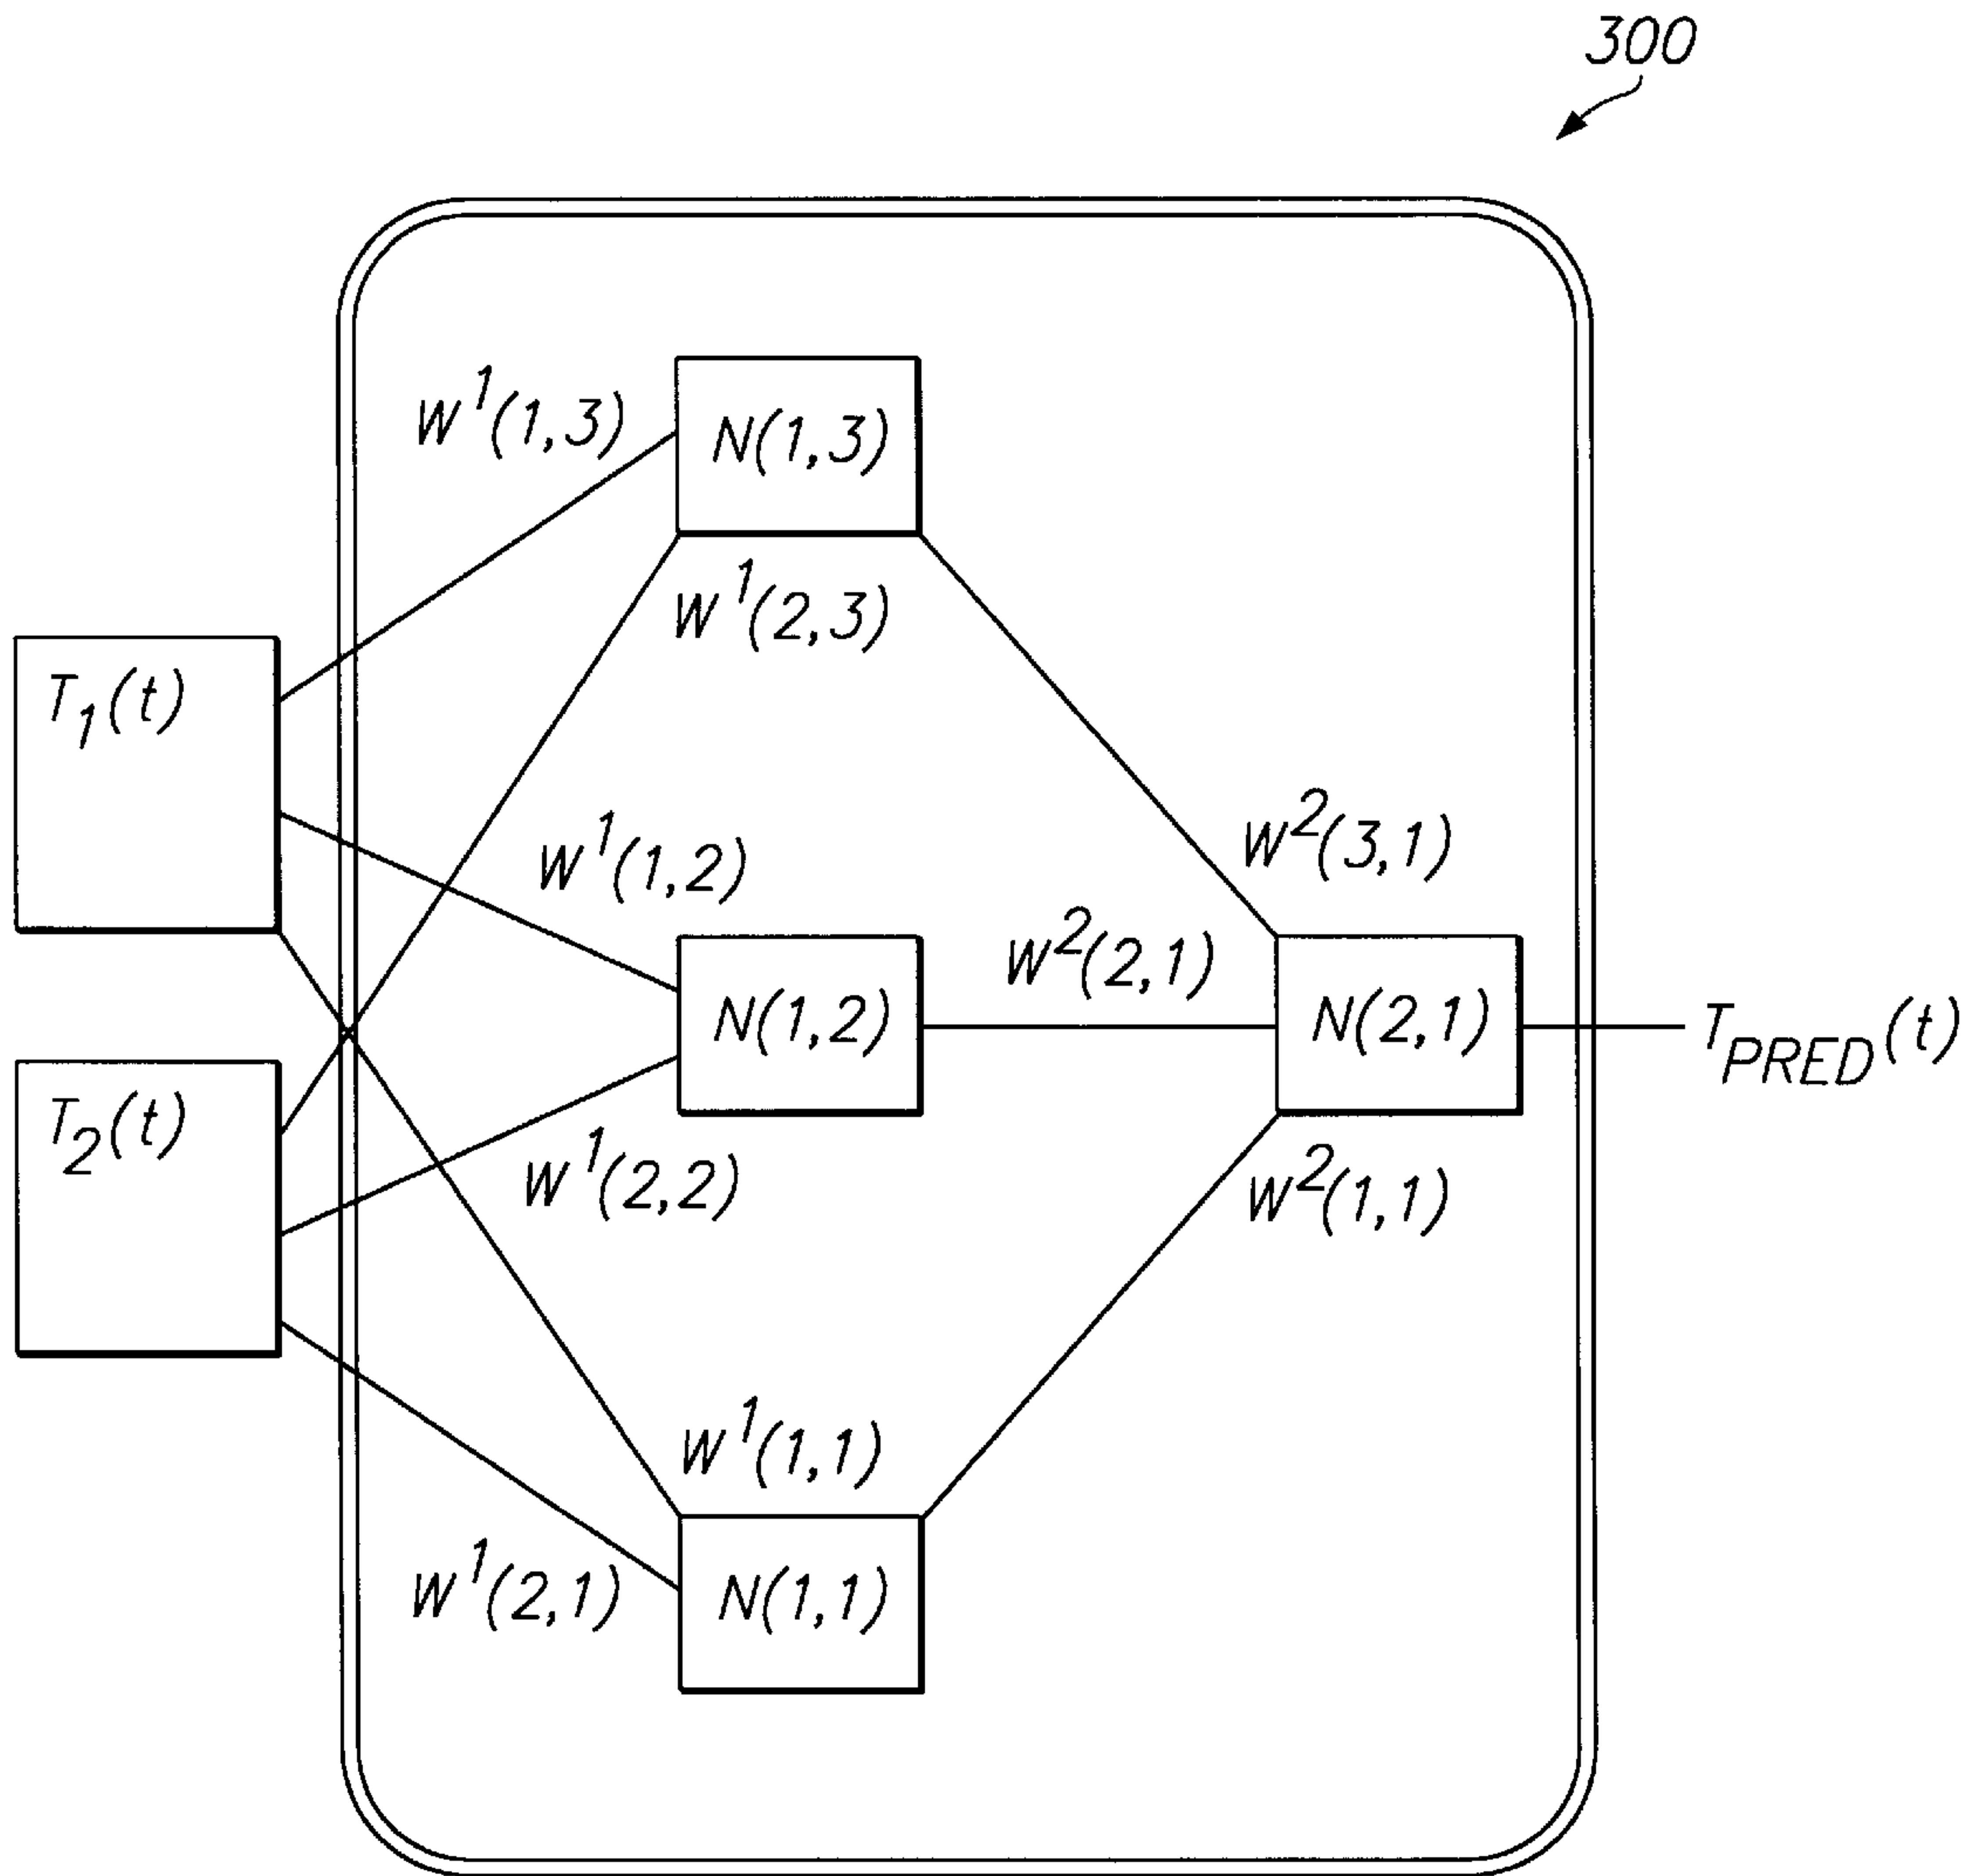 300
W¹(1,3)
N(1,3)
W¹(2,3)
T₁(t)
W¹(1,2)
W²(3,1)
W²(2,1)
N(1,2)
N(2,1)
T_PRED(t)
T₂(t)
W¹(2,2)
W²(1,1)
W¹(1,1)
W¹(2,1)
N(1,1)